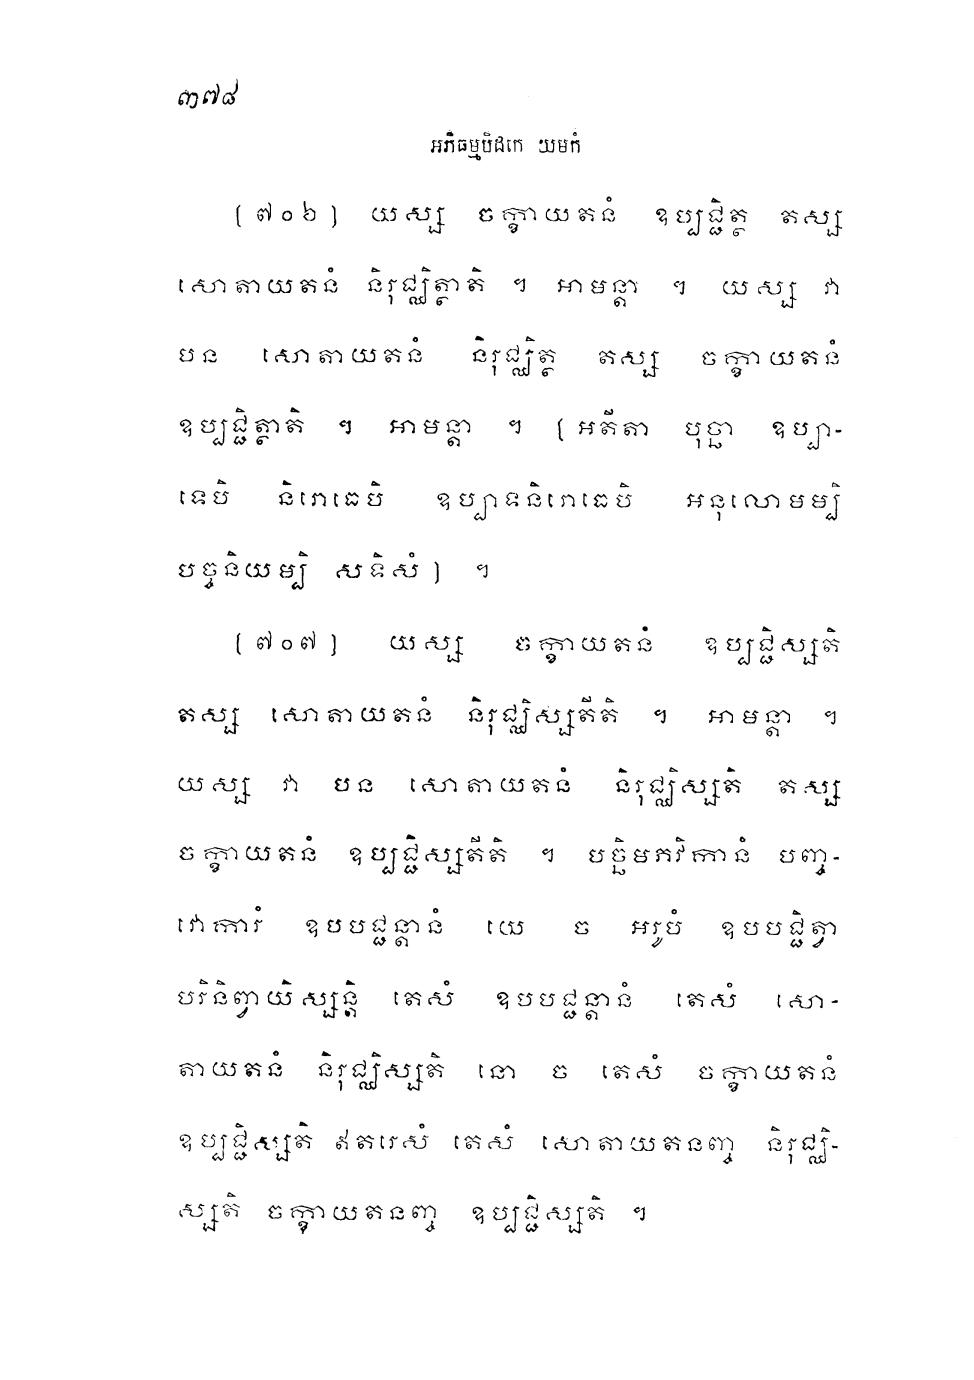 ៣៧៨
អភិធម្មបិដកេ យមកំ
(៧០៦) យស្ស ចក្ខាយតនំ ឧប្បជ្ជិត្ថ តស្ស
សោតាយតនំ និរុជ្ឈិត្ថាតិ ។ អាមន្តា ។ យស្ស វា
បន សោតាយតនំ និរុជ្ឈិត្ថ តស្ស ចក្ខាយតនំ
ឧប្បជ្ជិត្ថាតិ ។ អាមន្តា ។ (អតីតា បុច្ឆា ឧប្បា-
ទេបិ និរោធេបិ ឧប្បាទនិរោធេបិ អនុលោមម្បិ
បច្ចនិយម្បិ សទិសំ) ។
(៧០៧) យស្ស ចក្ខាយតនំ ឧប្បជ្ជិស្សតិ
តស្ស សោតាយតនំ និរុជ្ឈិស្សតីតិ ។ អាមន្តា ។
យស្ស វា បន សោតាយតនំ និរុជ្ឈិស្សតិ តស្ស
ចក្ខាយតនំ ឧប្បជ្ជិស្សតីតិ ។ បច្ឆិមភវិកានំ បញ្ច-
វោការំ ឧបបជ្ជន្តានំ យេ ច អរូបំ ឧបបជ្ជិត្វា
បរិនិព្វាយិស្សន្តិ តេសំ ឧបបជ្ជន្តានំ តេសំ សោ-
តាយតនំ និរុជ្ឈិស្សតិ នោ ច តេសំ ចក្ខាយតនំ
ឧប្បជ្ជិស្សតិ ឥតរេសំ តេសំ សោតាយតនញ្ច និរុជ្ឈិ-
ស្សតិ ចក្ខាយតនញ្ច ឧប្បជ្ជិស្សតិ ។